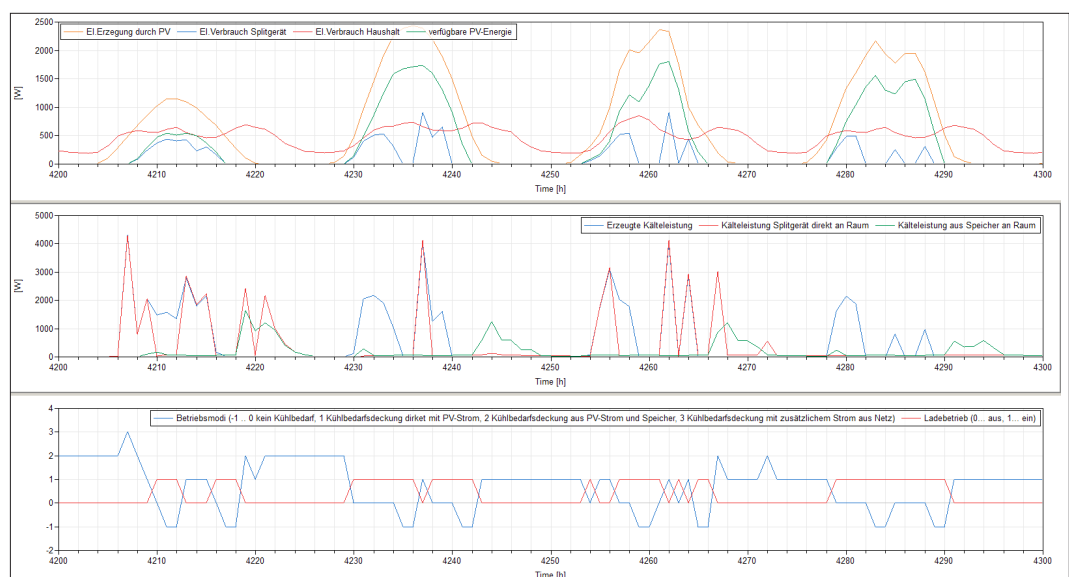 2500
2000
1500
1000
500
0
[W]
El.Erzegung durch PV El.Verbrauch Splitgerät El.Verbrauch Haushalt verfügbare PV-Energie
4200 4210 4220 4230 4240 4250 4260 4270 4280 4290 4300
Time [h]
5000
4000
3000
2000
1000
0
[W]
Erzeugte Kälteleistung Kälteleistung Splitgerät direkt an Raum Kälteleistung aus Speicher an Raum
4200 4210 4220 4230 4240 4250 4260 4270 4280 4290 4300
Time [h]
4
3
2
1
0
-1
-2
Betriebsmodi (-1 .. 0 kein Kühlbedarf, 1 Kühlbedarfsdeckung dirket mit PV-Strom, 2 Kühlbedarfsdeckung aus PV-Strom und Speicher, 3 Kühlbedarfsdeckung mit zusätzlichem Strom aus Netz) Ladebetrieb (0... aus, 1... ein)
4200 4210 4220 4230 4240 4250 4260 4270 4280 4290 4300
Time [h]